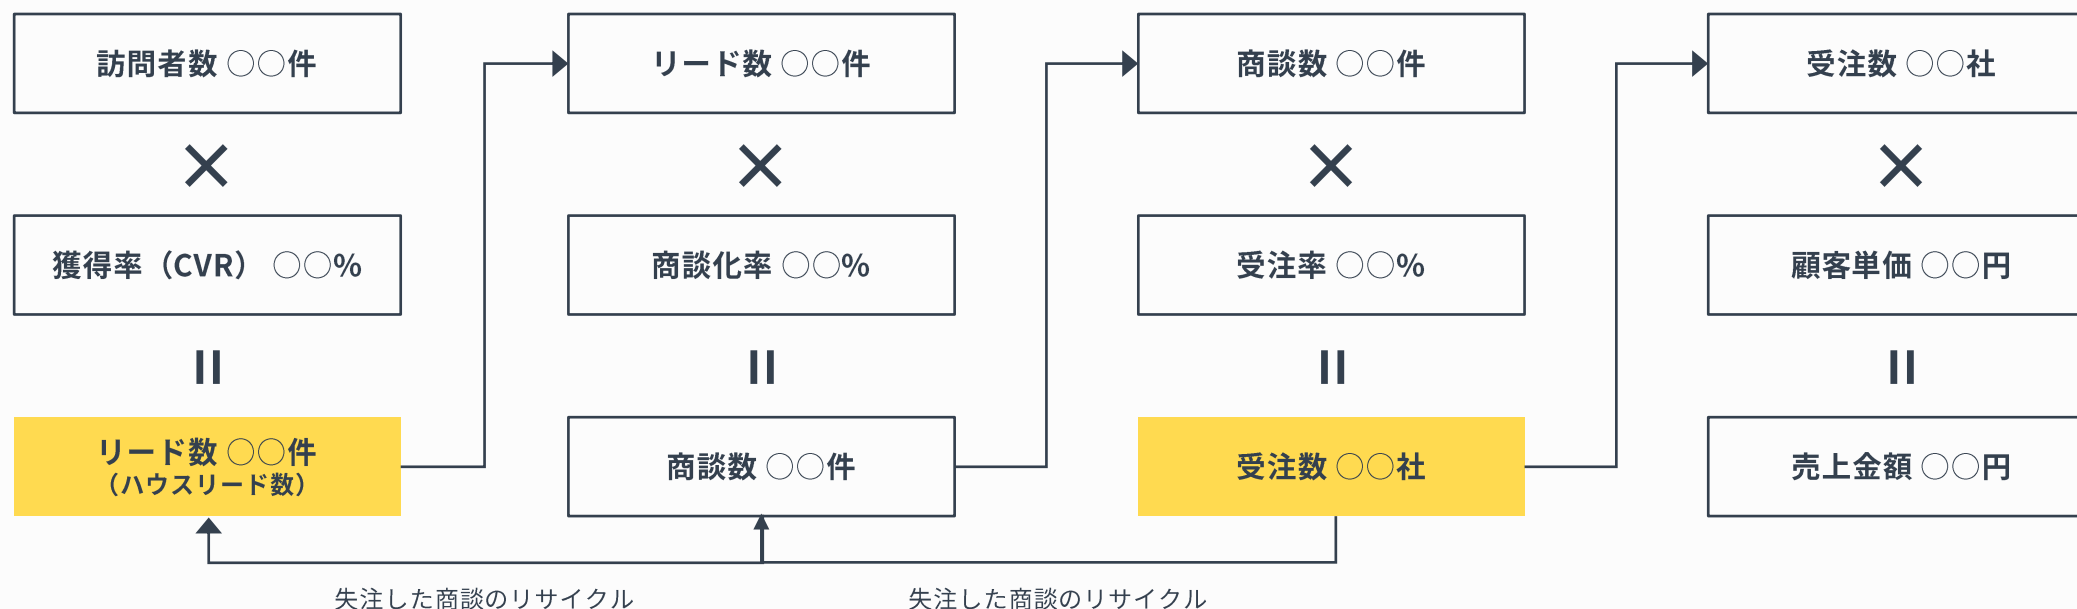 訪問者数 〇〇件
×
獲得率（CVR） 〇〇%
=
リード数 〇〇件
（ハウスリード数）
リード数 〇〇件
×
商談化率 〇〇%
=
商談数 〇〇件
商談数 〇〇件
×
受注率 〇〇%
=
受注数 〇〇社
受注数 〇〇社
×
顧客単価 〇〇円
=
売上金額 〇〇円
失注した商談のリサイクル
失注した商談のリサイクル